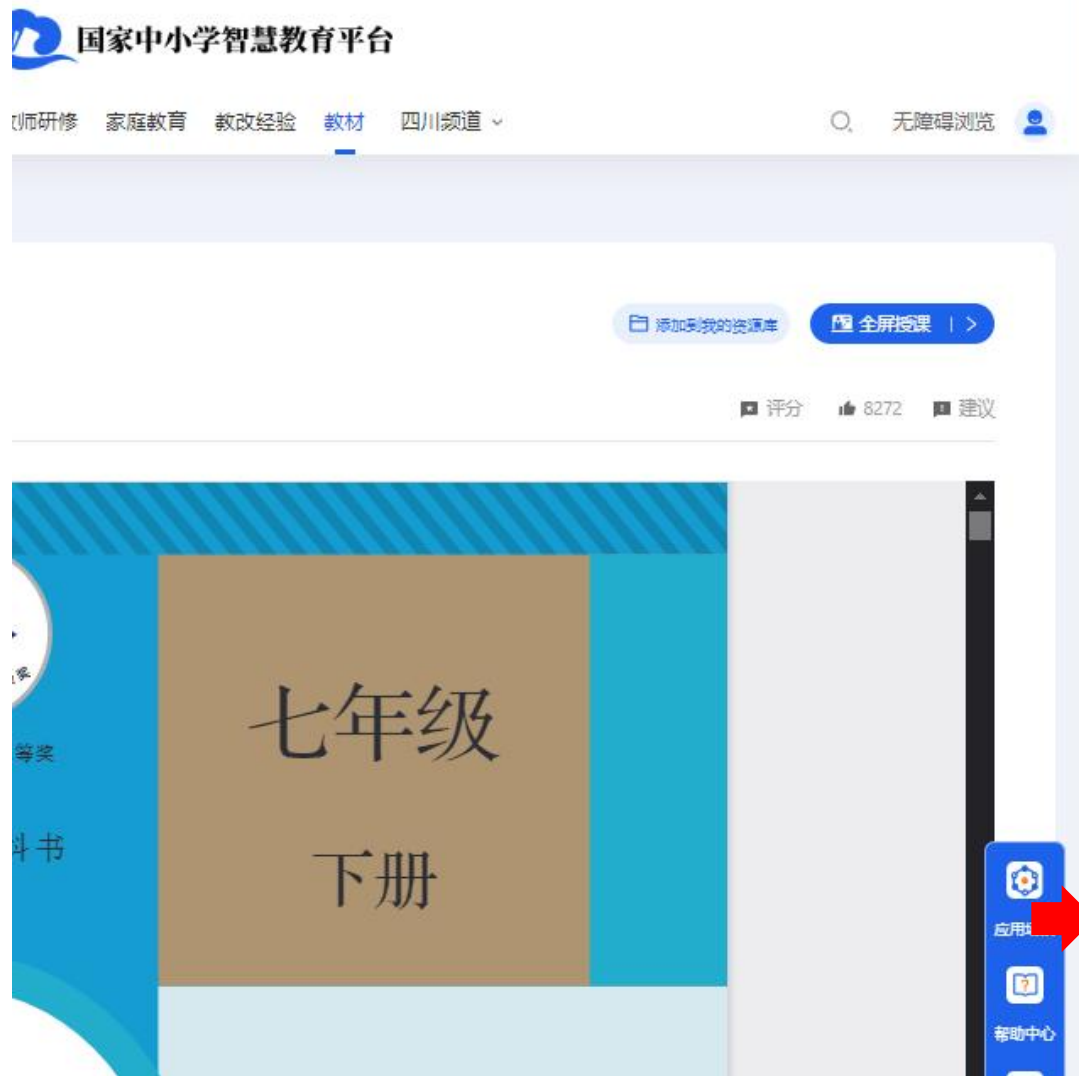 国家中小学智慧教育平台
师研修 家庭教育 教改经验 教材 四川频道
无障碍浏览
添加到我的资源库
全屏授课
评分 8272 建议
七年级
等奖
科书
下册
应用
帮助中心